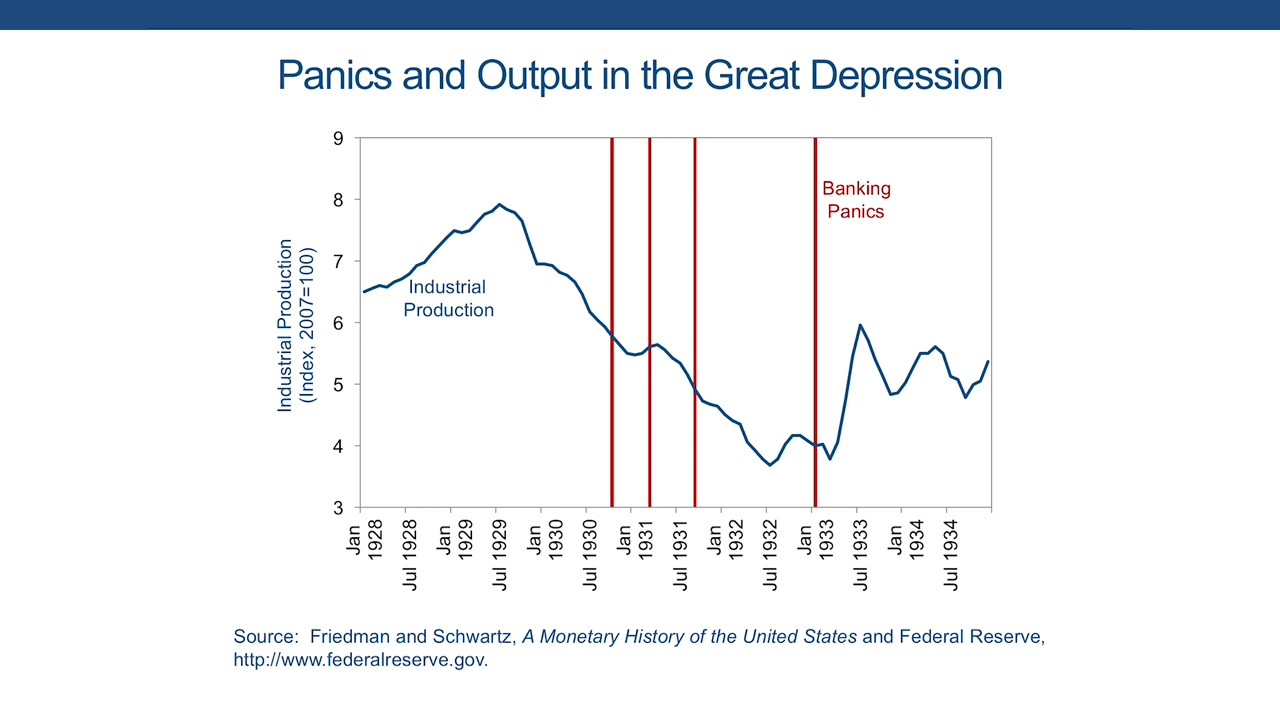 Panics and Output in the Great Depression
Industrial Production
(Index, 2007=100)
9
8
7
6
5
4
3
Industrial
Production
Banking
Panics
Jan
1928
Jul 1928
Jan
1929
Jul 1929
Jan
1930
Jul 1930
Jan
1931
Jul 1931
Jan
1932
Jul 1932
Jan
1933
Jul 1933
Jan
1934
Jul 1934
Source:  Friedman and Schwartz, A Monetary History of the United States and Federal Reserve,
http://www.federalreserve.gov.